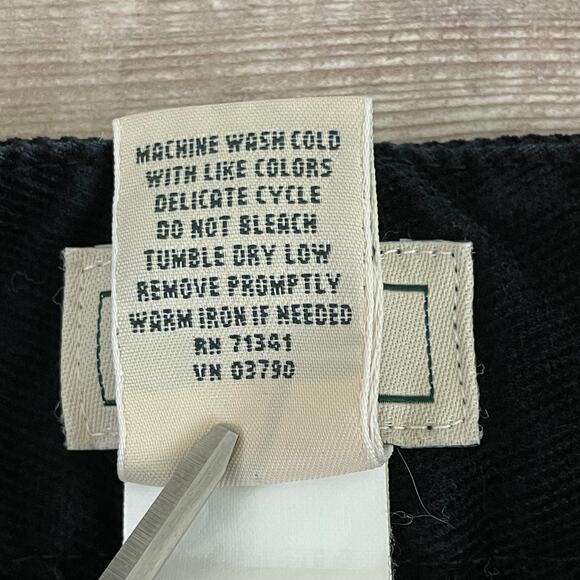 MACHINE WASH COLD
WITH LIKE COLORS
DELICATE CYCLE
DO NOT BLEACH
TUMBLE DRY LOW
REMOVE PROMPTLY
WARM IRON IF NEEDED
RN 71341
VN 03790